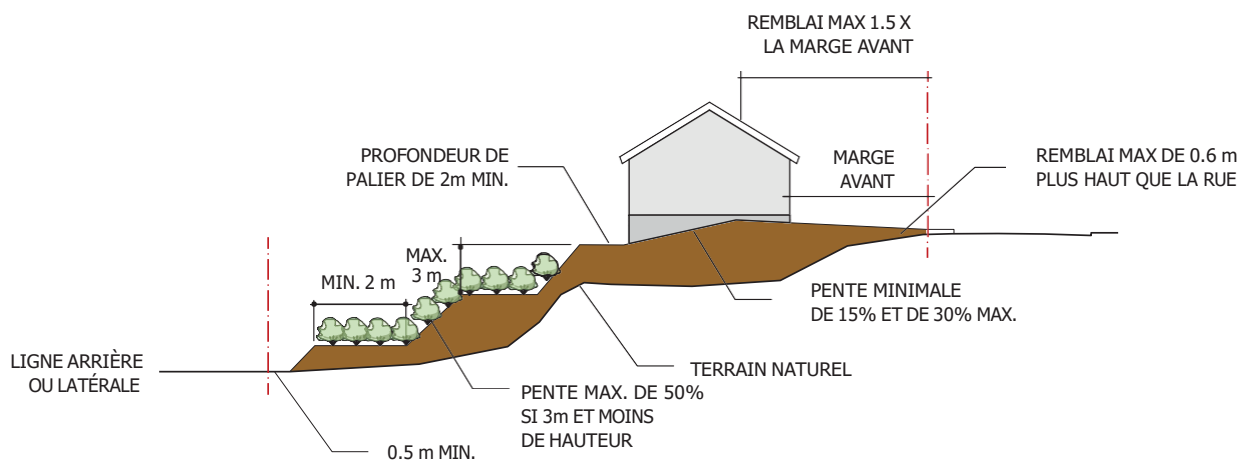 REMBLAI MAX 1.5 X
LA MARGE AVANT
PROFONDEUR DE
PALIER DE 2m MIN.
MARGE
AVANT
REMBLAI MAX DE 0.6 m
PLUS HAUT QUE LA RUE
MAX.
3 m
MIN. 2 m
PENTE MINIMALE
DE 15% ET DE 30% MAX.
LIGNE ARRIÈRE
OU LATÉRALE
TERRAIN NATUREL
PENTE MAX. DE 50%
SI 3m ET MOINS
DE HAUTEUR
0.5 m MIN.